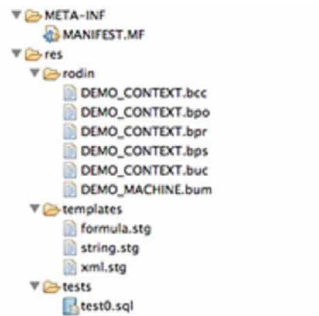 META-INF
MANIFEST.MF
res
rodin
DEMO_CONTEXT.bcc
DEMO_CONTEXT.bpo
DEMO_CONTEXT.bpr
DEMO_CONTEXT.bps
DEMO_CONTEXT.buc
DEMO_MACHINE.bum
templates
formula.stg
string.stg
xml.stg
tests
test0.sql